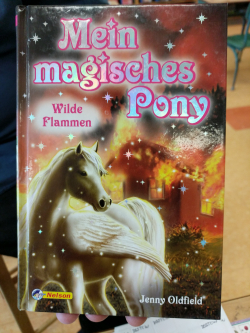 Mein
magisches
Pony
Wilde
Flammen
Nelson
Jenny Oldfield